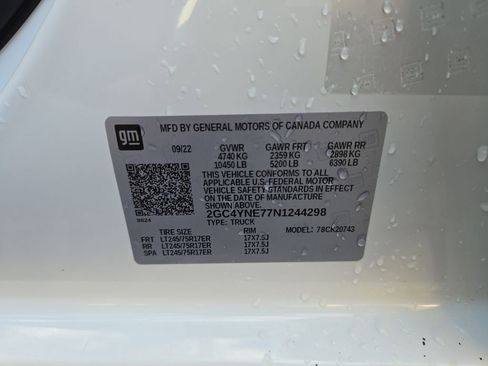 gm
MFD BY GENERAL MOTORS OF CANADA COMPANY
09/22 GVWR GAWR FRT GAWR RR
4740 KG 2359 KG 2898 KG
10450 LB 5200 LB 6390 LB
THIS VEHICLE CONFORMS TO ALL
APPLICABLE U.S. FEDERAL MOTOR
VEHICLE SAFETY STANDARDS IN EFFECT
ON THE DATE OF MANUFACTURE SHOWN ABOVE.
2GC4YNE77N1244298
TYPE: TRUCK MODEL: 78CK20743
TIRE SIZE RIM
FRT LT245/75R17ER 17X7.5J
RR LT245/75R17ER 17X7.5J
SPA LT245/75R17ER 17X7.5J